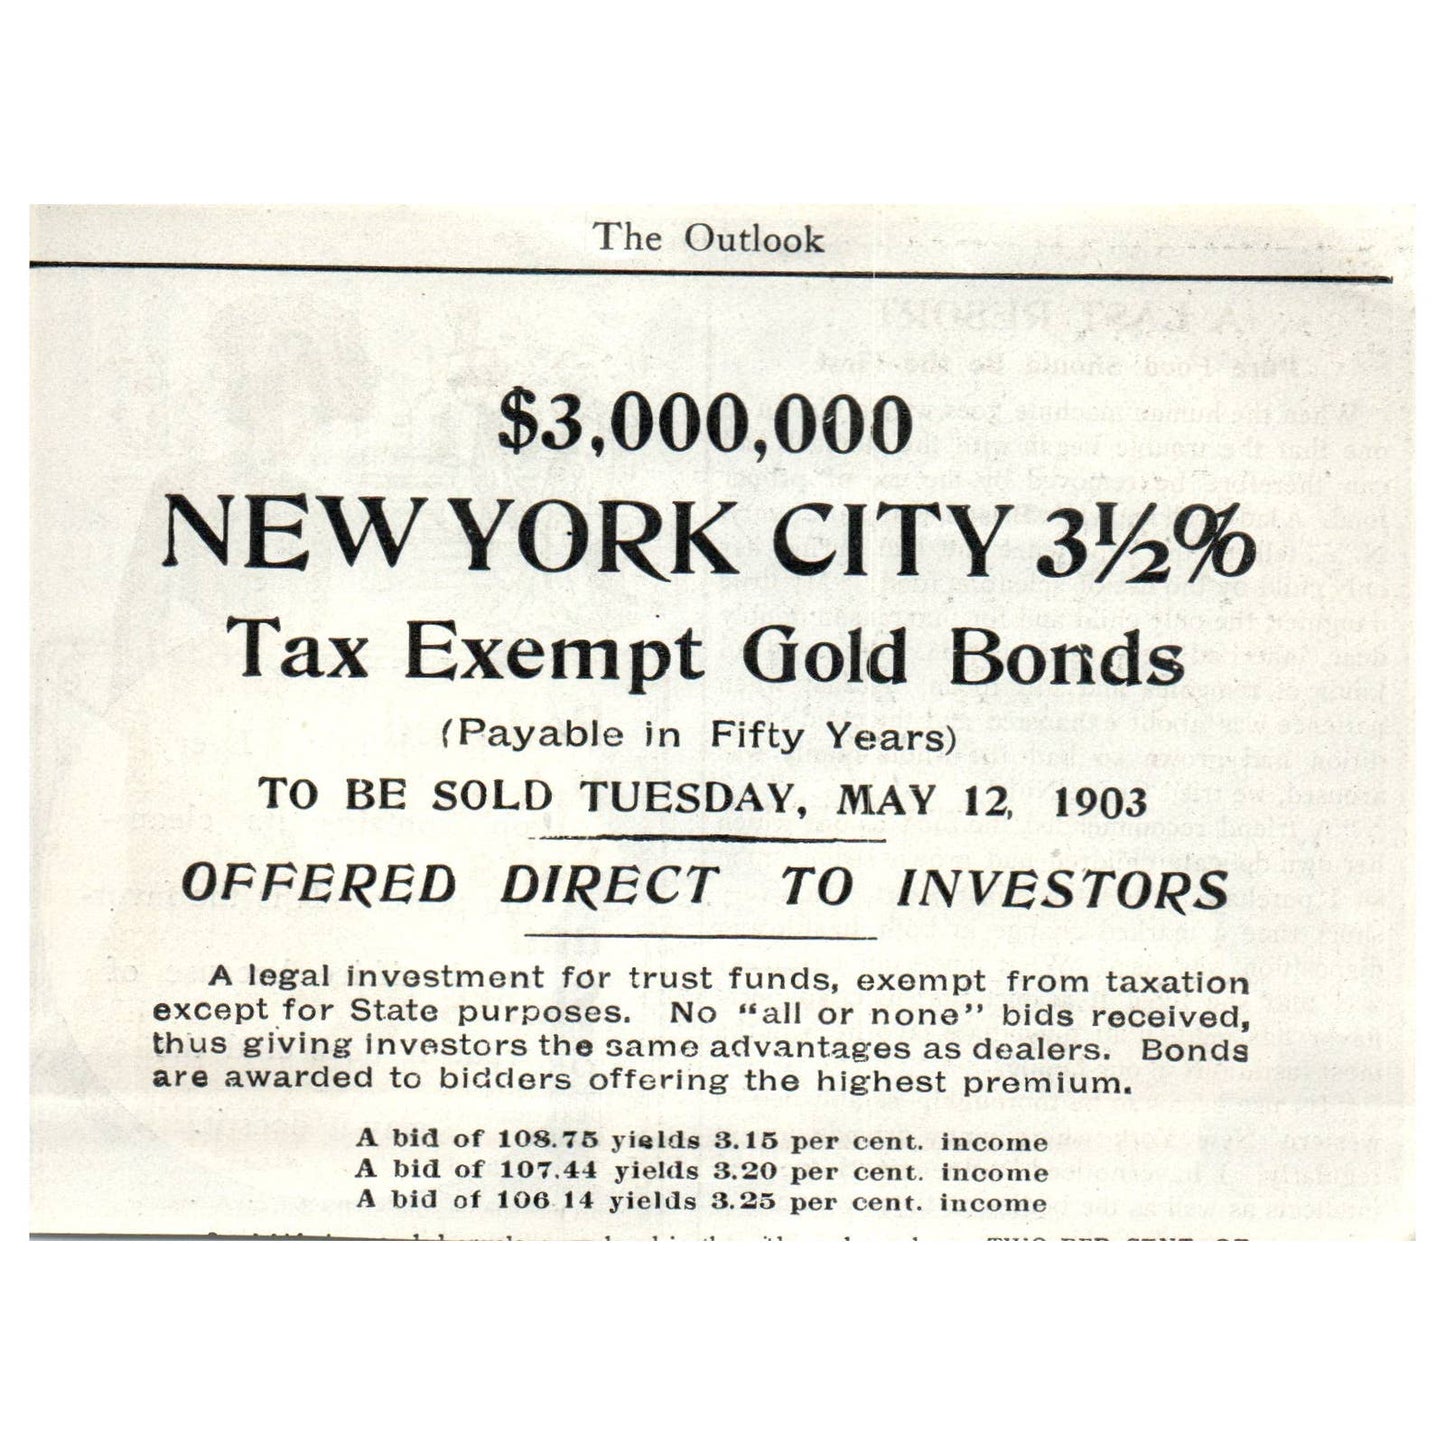 The Outlook
$3,000,000
NEW YORK CITY 3½%
Tax Exempt Gold Bonds
(Payable in Fifty Years)
TO BE SOLD TUESDAY, MAY 12, 1903
OFFERED DIRECT TO INVESTORS
A legal investment for trust funds, exempt from taxation
except for State purposes. No "all or none" bids received,
thus giving investors the same advantages as dealers. Bonds
are awarded to bidders offering the highest premium.
A bid of 108.75 yields 3.15 per cent. income
A bid of 107.44 yields 3.20 per cent. income
A bid of 106 14 yields 3.25 per cent. income